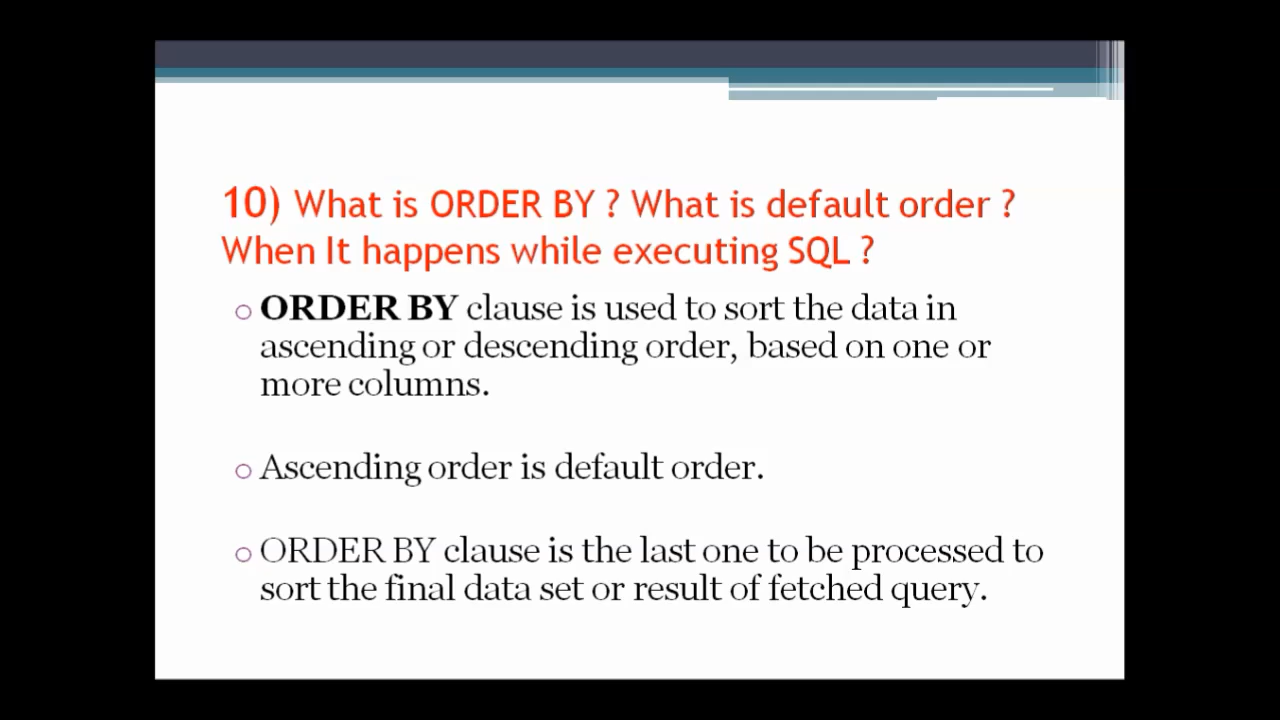 10) What is ORDER BY ? What is default order ?
When It happens while executing SQL ?
ORDER BY clause is used to sort the data in
ascending or descending order, based on one or
more columns.
Ascending order is default order.
ORDER BY clause is the last one to be processed to
sort the final data set or result of fetched query.